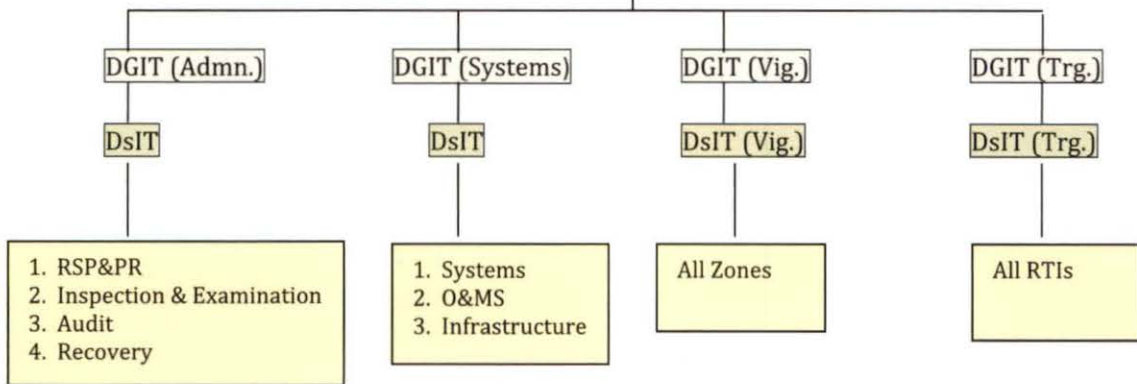 DGIT (Admn.)
DGIT (Systems)
DGIT (Vig.)
DGIT (Trg.)
DsIT
DsIT
DsIT (Vig.)
DsIT (Trg.)
1. RSP&PR
2. Inspection & Examination
3. Audit
4. Recovery
1. Systems
2. O&MS
3. Infrastructure
All Zones
All RTIs